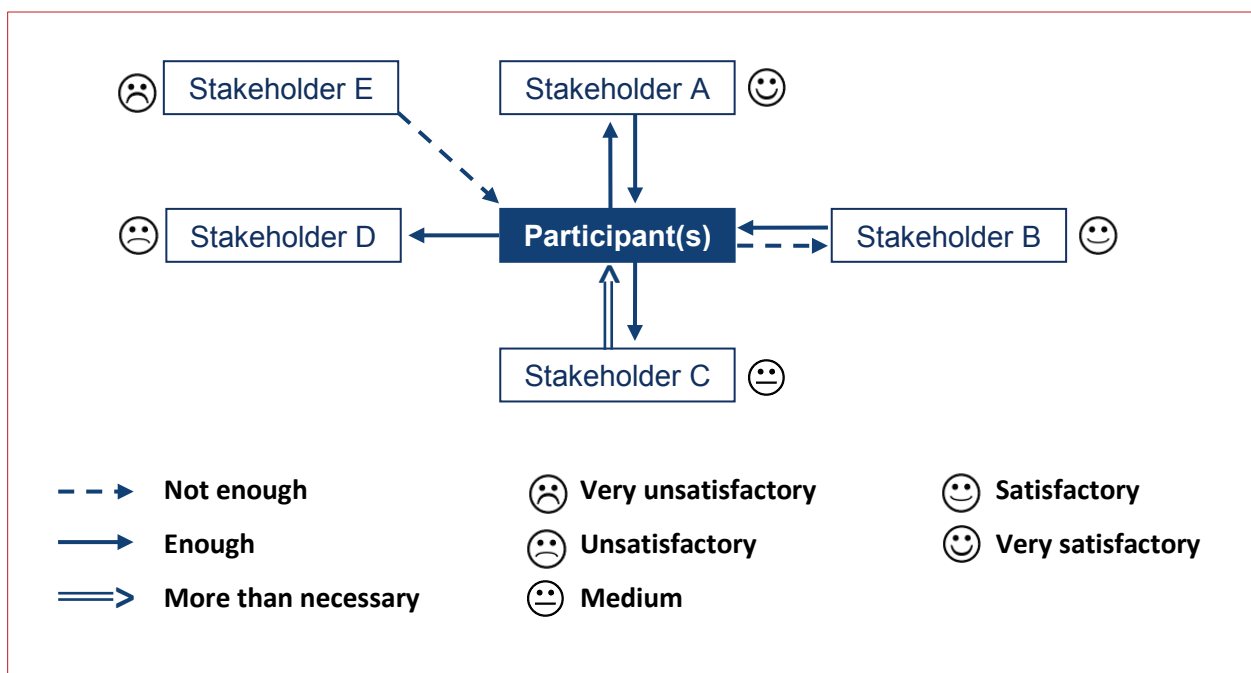 Stakeholder E
Stakeholder A
Stakeholder D
Participant(s)
Stakeholder B
Stakeholder C
Not enough
Very unsatisfactory
Satisfactory
Enough
Unsatisfactory
Very satisfactory
More than necessary
Medium